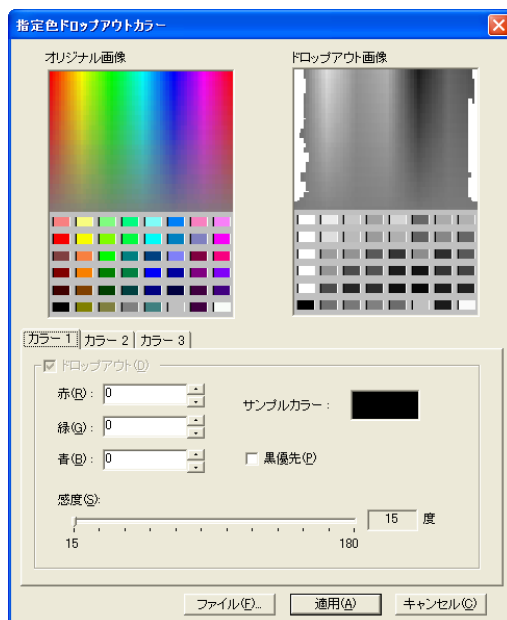 指定色ドロップアウトカラー
オリジナル画像
ドロップアウト画像
カラー 1 カラー 2 カラー 3
ドロップアウト(D)
赤(R): 0
サンプルカラー:
緑(G): 0
青(B): 0
黒優先(P)
感度(S):
15 度
15 180
ファイル(F)... 適用(A) キャンセル(C)